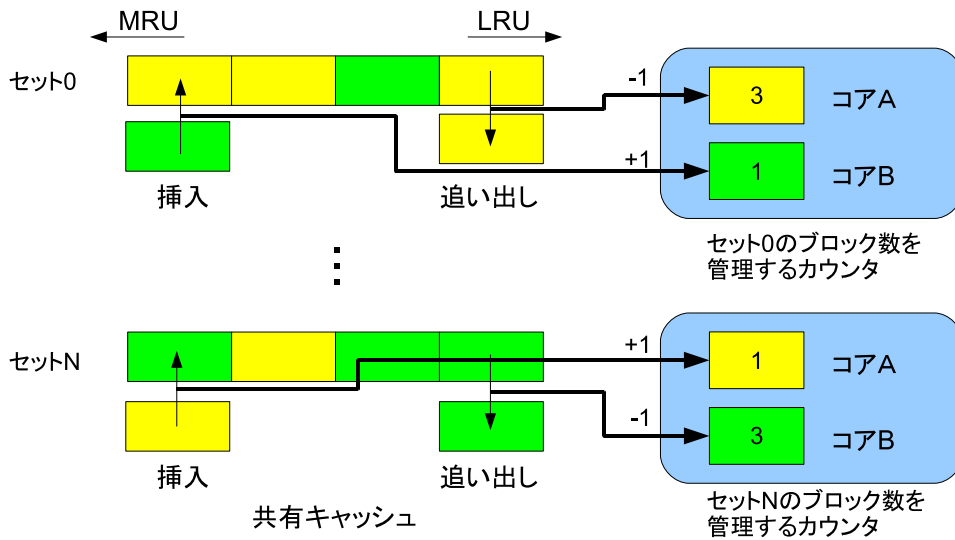 MRU
LRU
セット0
-1
3
コアA
+1
1
コアB
挿入
追い出し
セット0のブロック数を
管理するカウンタ
セットN
+1
1
コアA
-1
3
コアB
挿入
追い出し
セットNのブロック数を
管理するカウンタ
共有キャッシュ